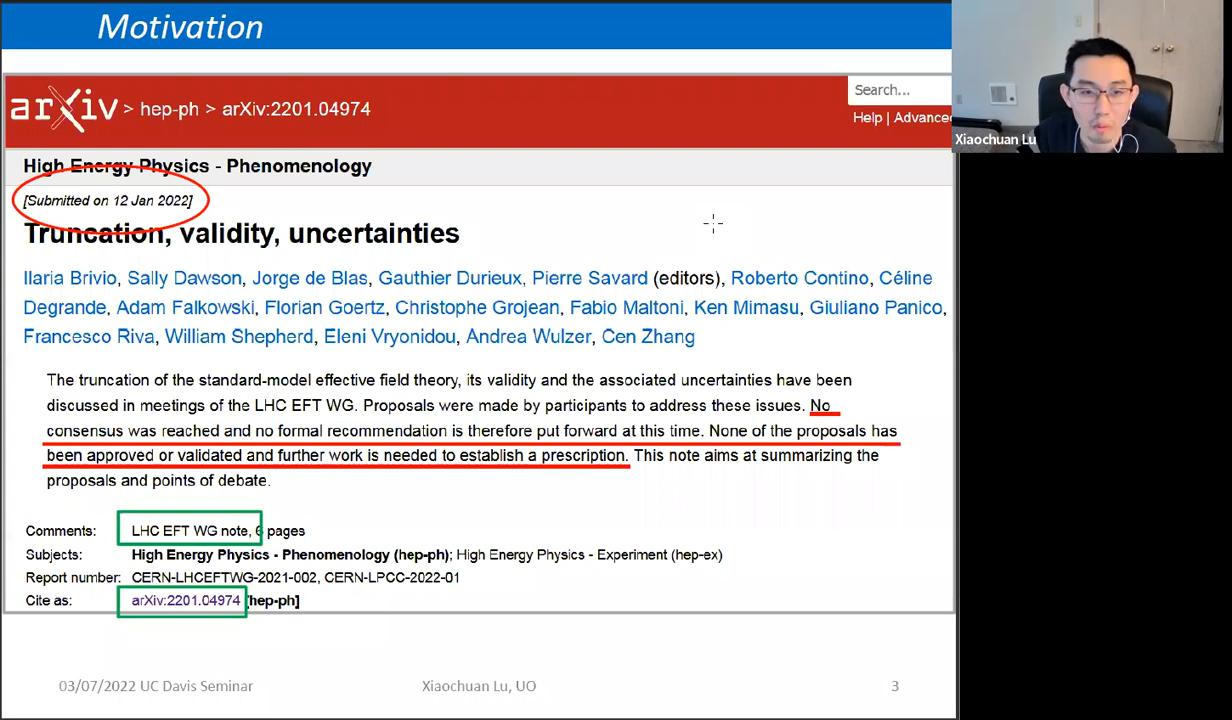 Motivation
arXiv > hep-ph > arXiv:2201.04974
Search...
Help | Advanced
Xiaochuan Lu
High Energy Physics - Phenomenology
[Submitted on 12 Jan 2022]
Truncation, validity, uncertainties
Ilaria Brivio, Sally Dawson, Jorge de Blas, Gauthier Durieux, Pierre Savard (editors), Roberto Contino, Céline
Degrande, Adam Falkowski, Florian Goertz, Christophe Grojean, Fabio Maltoni, Ken Mimasu, Giuliano Panico,
Francesco Riva, William Shepherd, Eleni Vryonidou, Andrea Wulzer, Cen Zhang
The truncation of the standard-model effective field theory, its validity and the associated uncertainties have been
discussed in meetings of the LHC EFT WG. Proposals were made by participants to address these issues. No
consensus was reached and no formal recommendation is therefore put forward at this time. None of the proposals has
been approved or validated and further work is needed to establish a prescription. This note aims at summarizing the
proposals and points of debate.
Comments: LHC EFT WG note, 6 pages
Subjects: High Energy Physics - Phenomenology (hep-ph); High Energy Physics - Experiment (hep-ex)
Report number: CERN-LHCEFTWG-2021-002, CERN-LPCC-2022-01
Cite as: arXiv:2201.04974 [hep-ph]
03/07/2022 UC Davis Seminar
Xiaochuan Lu, UO
3